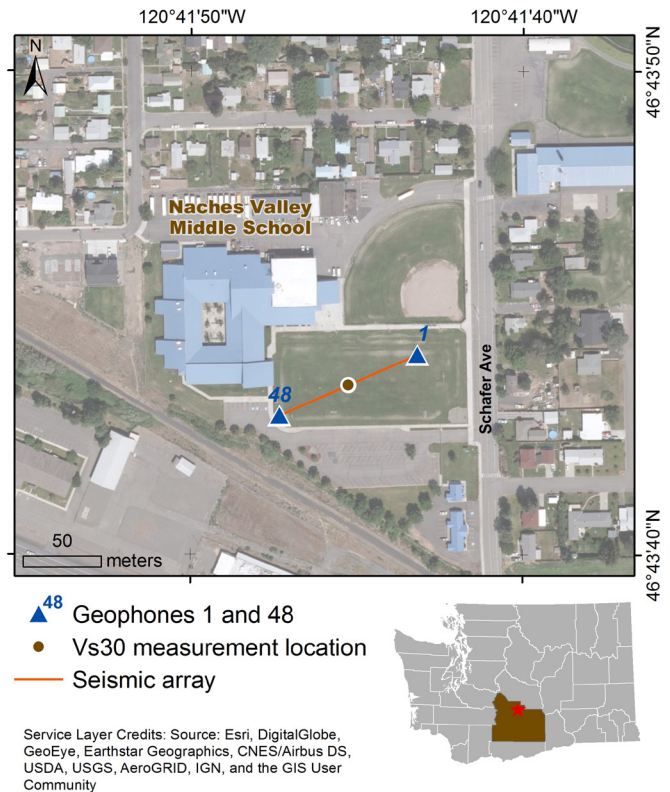 120°41'50"W
120°41'40"W
N
46°43'50"N
Naches Valley
Middle School
1
48
Schafer Ave
50
meters
46°43'40"N
48
Geophones 1 and 48
Vs30 measurement location
Seismic array
Service Layer Credits: Source: Esri, DigitalGlobe,
GeoEye, Earthstar Geographics, CNES/Airbus DS,
USDA, USGS, AeroGRID, IGN, and the GIS User
Community